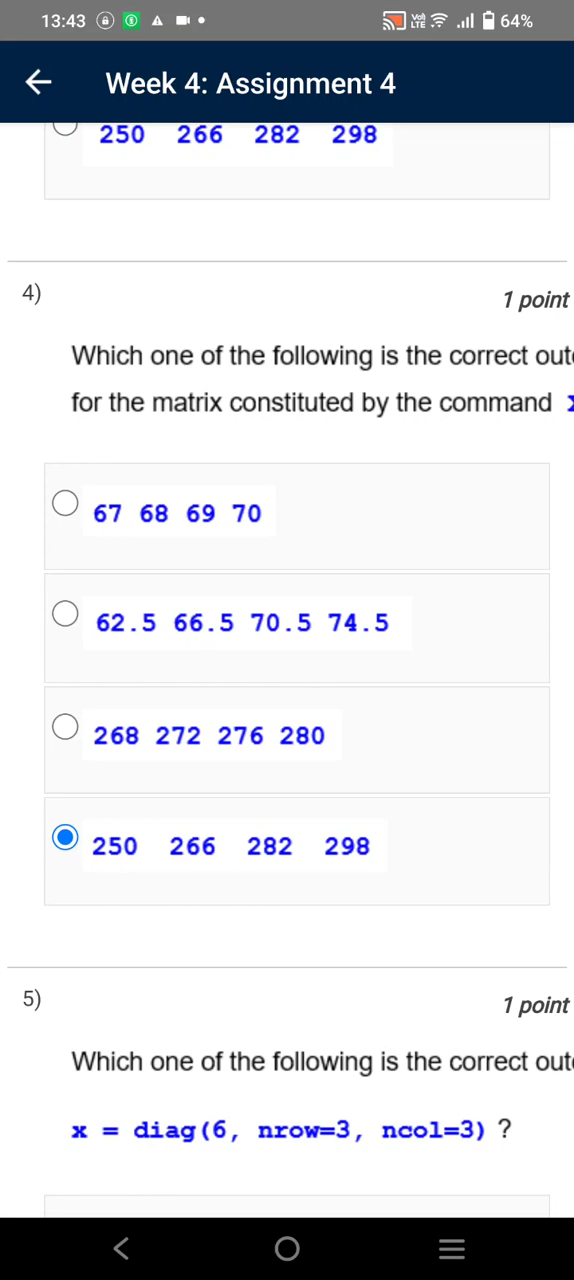 13:43 64%
Week 4: Assignment 4
250 266 282 298
4)
1 point
Which one of the following is the correct
for the matrix constituted by the command
67 68 69 70
62.5 66.5 70.5 74.5
268 272 276 280
250 266 282 298
5)
1 point
Which one of the following is the correct
x = diag(6, nrow=3, ncol=3) ?